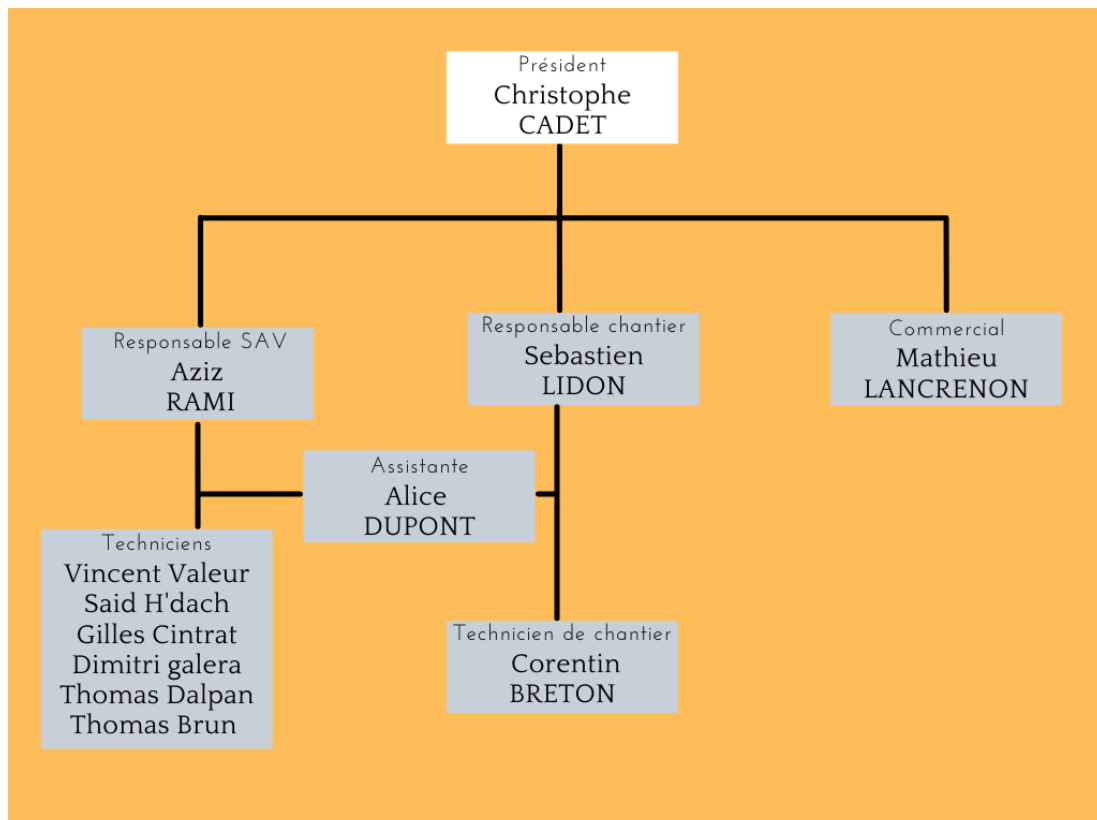 Président
Christophe
CADET
Responsable SAV
Aziz
RAMI
Responsable chantier
Sebastien
LIDON
Commercial
Mathieu
LANCRENON
Assistante
Alice
DUPONT
Techniciens
Vincent Valeur
Said H'dach
Gilles Cintrat
Dimitri galera
Thomas Dalpan
Thomas Brun
Technicien de chantier
Corentin
BRETON